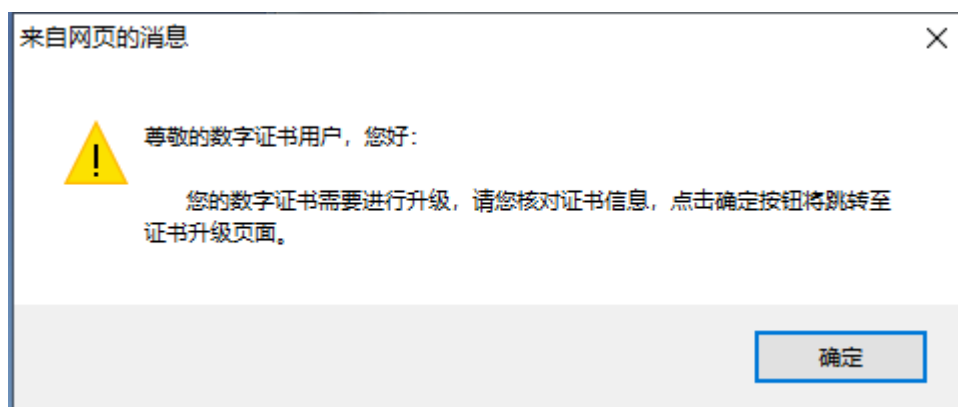 来自网页的消息
尊敬的数字证书用户，您好：
您的数字证书需要进行升级，请您核对证书信息，点击确定按钮将跳转至
证书升级页面。
确定